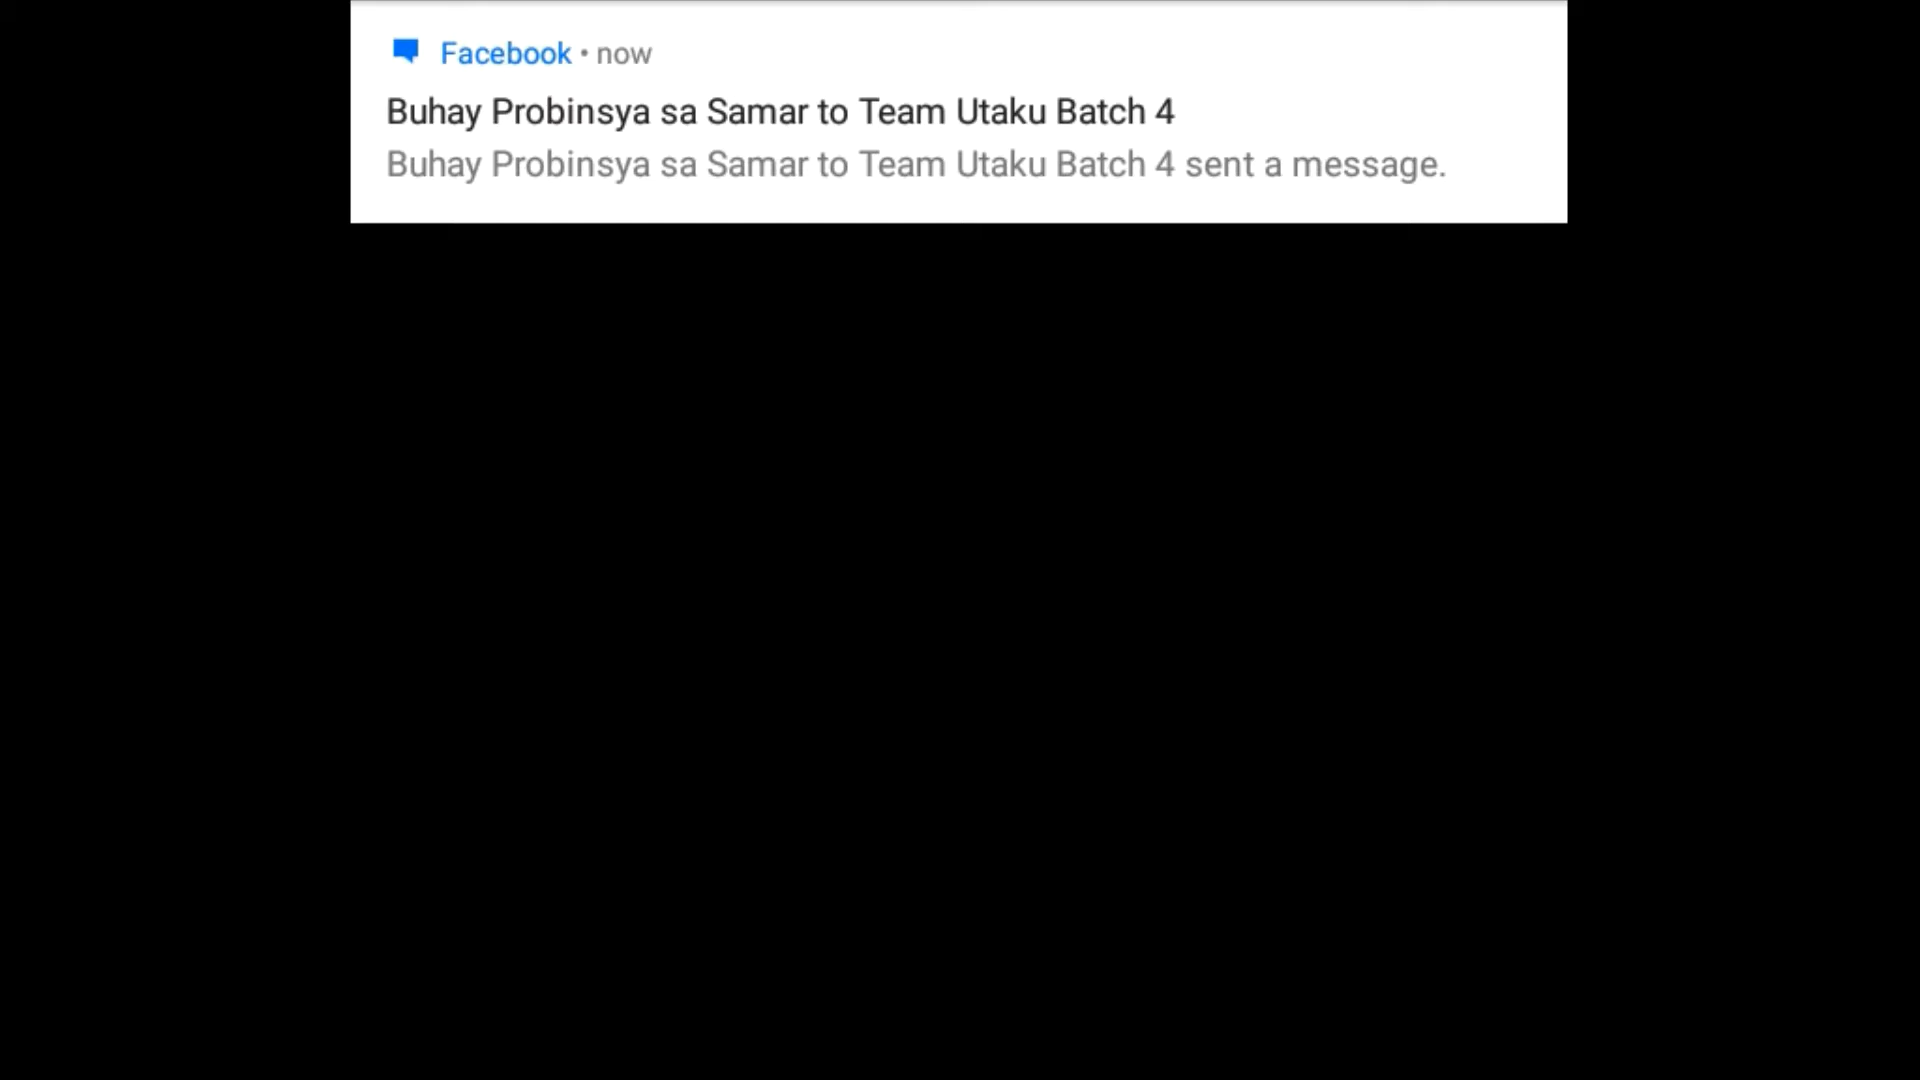 Facebook • now
Buhay Probinsya sa Samar to Team Utaku Batch 4
Buhay Probinsya sa Samar to Team Utaku Batch 4 sent a message.